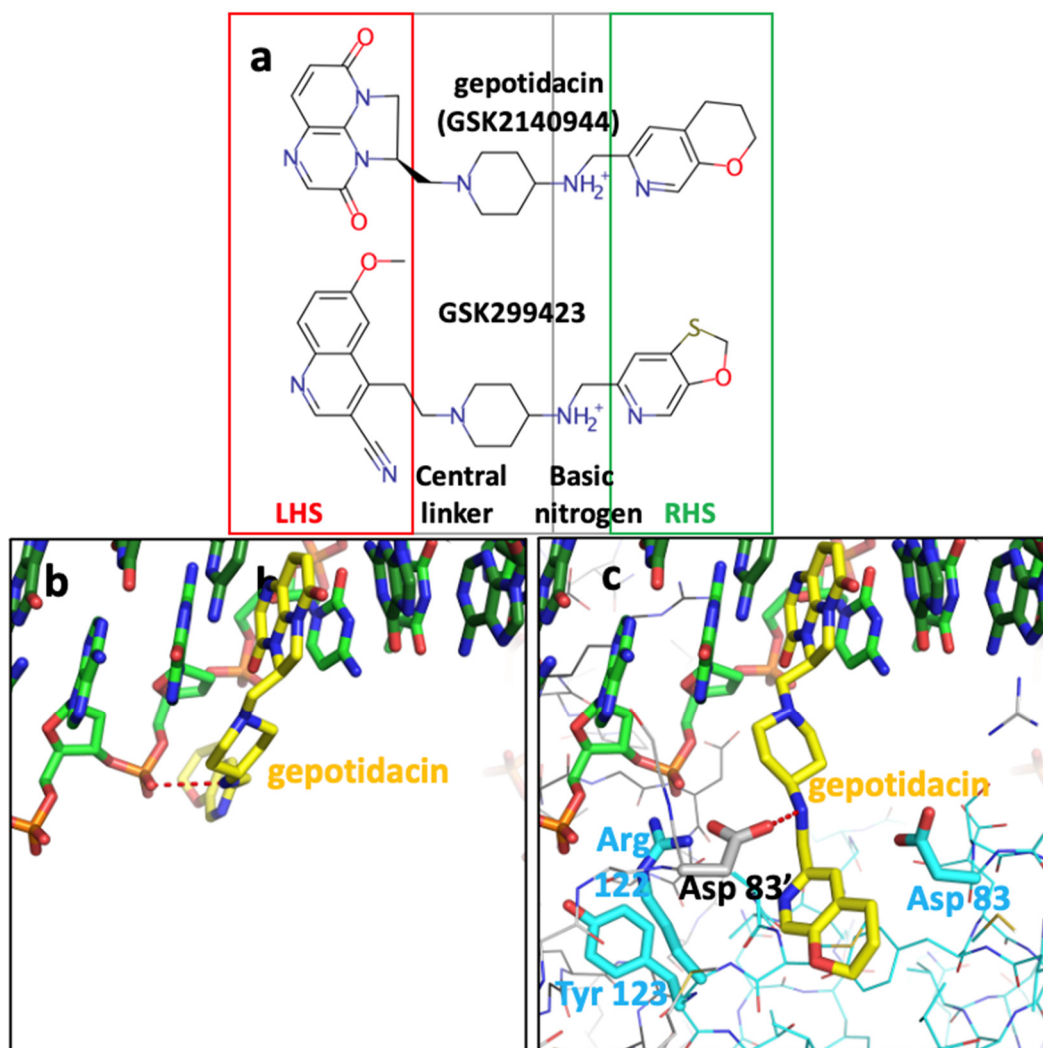 a
gepotidacin
(GSK2140944)
O
N
N
N
O
N
NH2+
N
O
O
GSK299423
S
O
N
N
NH2+
N
N
Central
linker
Basic
nitrogen
LHS
RHS
b
gepotidacin
c
gepotidacin
Arg
122
Asp 83’
Asp 83
Tyr 123